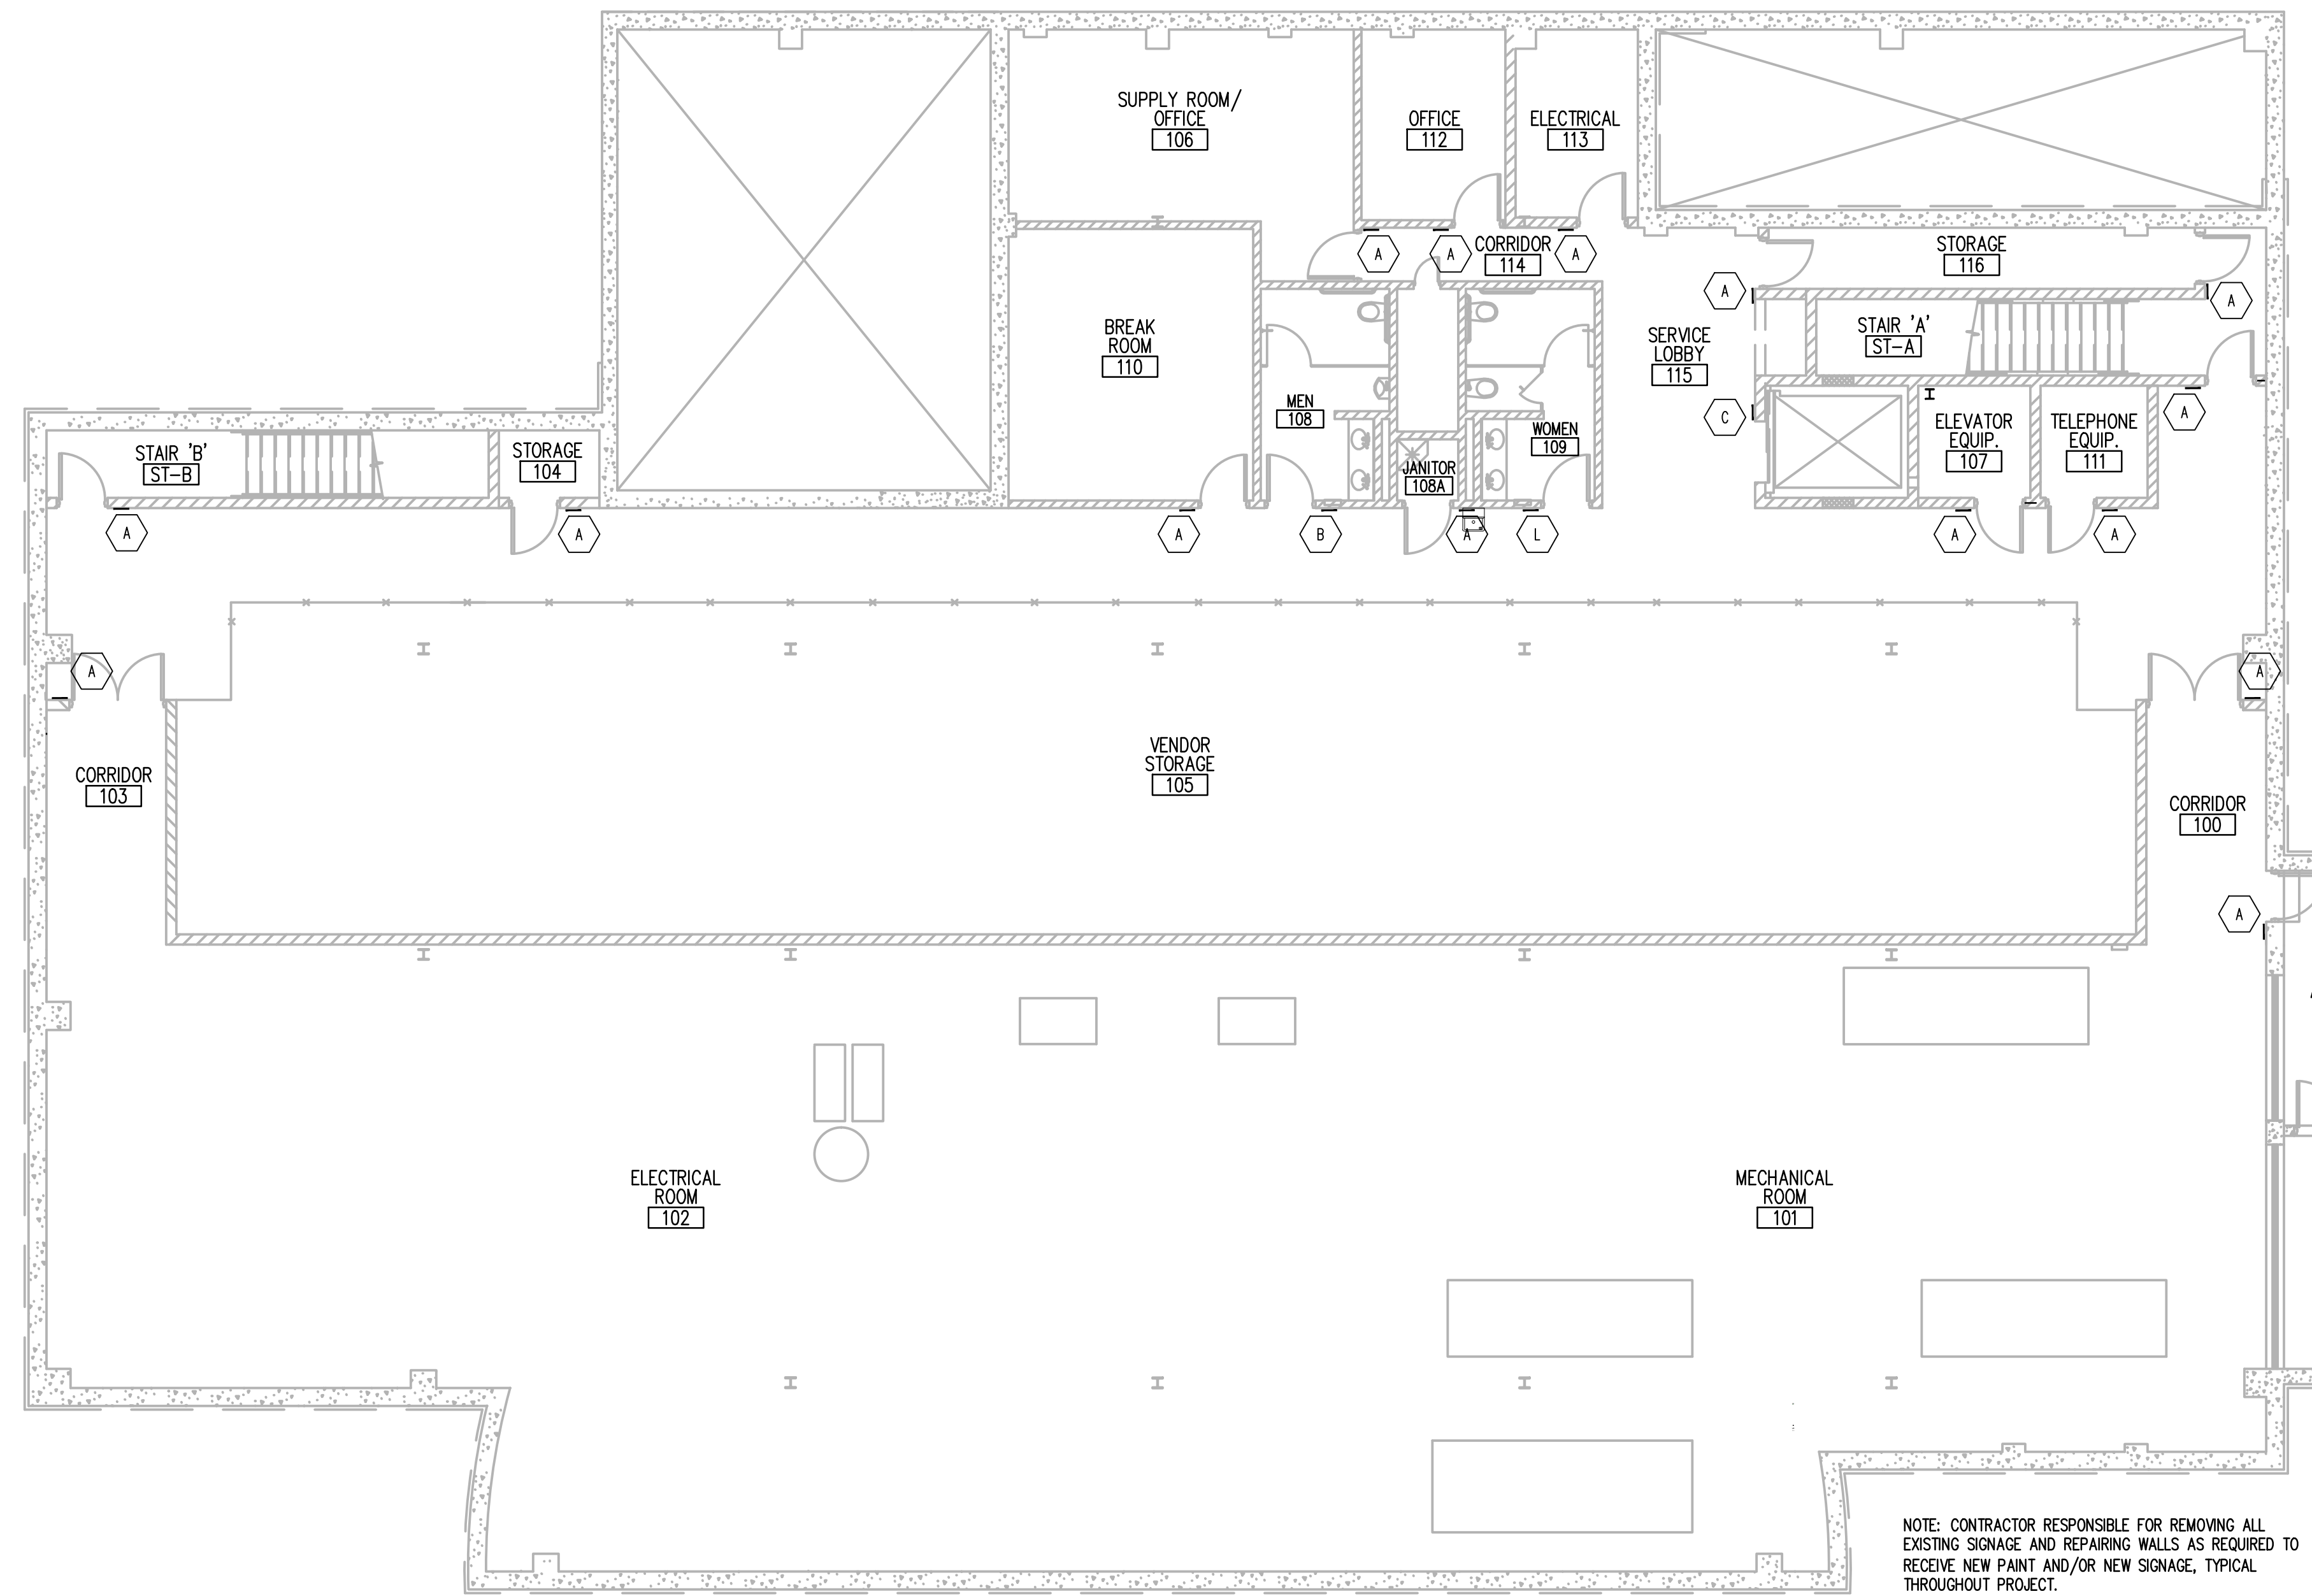 SUPPLY ROOM/
OFFICE
106
OFFICE
112
ELECTRICAL
113
A
A
A
CORRIDOR
114
STORAGE
116
A
A
BREAK
ROOM
110
SERVICE
LOBBY
115
STAIR 'A'
ST-A
MEN
108
WOMEN
109
C
A
ELEVATOR
EQUIP.
107
TELEPHONE
EQUIP.
111
STAIR 'B'
ST-B
STORAGE
104
JANITOR
108A
A
A
A
B
A
L
A
A
A
A
VENDOR
STORAGE
105
CORRIDOR
103
CORRIDOR
100
A
ELECTRICAL
ROOM
102
MECHANICAL
ROOM
101
NOTE: CONTRACTOR RESPONSIBLE FOR REMOVING ALL
EXISTING SIGNAGE AND REPAIRING WALLS AS REQUIRED TO
RECEIVE NEW PAINT AND/OR NEW SIGNAGE, TYPICAL
THROUGHOUT PROJECT.